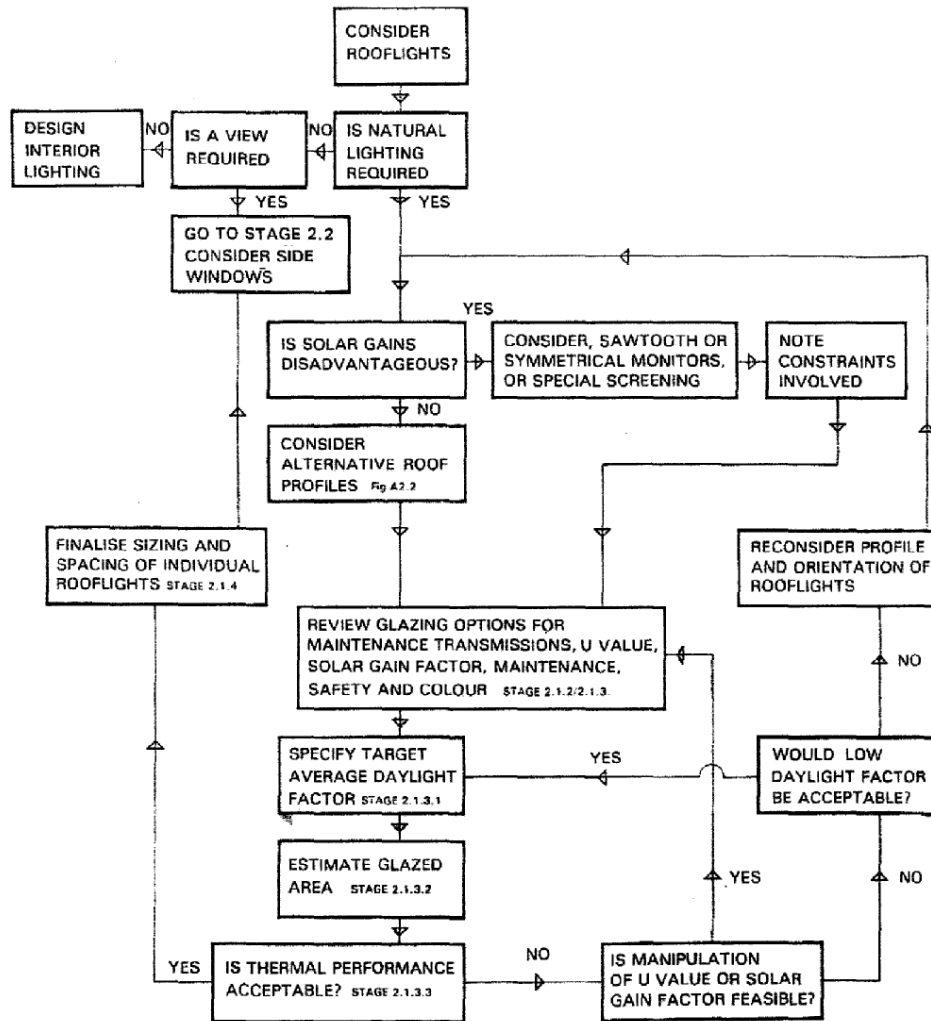 CONSIDER
ROOFLIGHTS
DESIGN
INTERIOR
LIGHTING
NO
IS A VIEW
REQUIRED
NO
IS NATURAL
LIGHTING
REQUIRED
YES
YES
GO TO STAGE 2.2
CONSIDER SIDE
WINDOWS
IS SOLAR GAINS
DISADVANTAGEOUS?
YES
CONSIDER, SAWTOOTH OR
SYMMETRICAL MONITORS,
OR SPECIAL SCREENING
NOTE
CONSTRAINTS
INVOLVED
NO
CONSIDER
ALTERNATIVE ROOF
PROFILES Fig A2.2
FINALISE SIZING AND
SPACING OF INDIVIDUAL
ROOFLIGHTS STAGE 2.1.4
RECONSIDER PROFILE
AND ORIENTATION OF
ROOFLIGHTS
REVIEW GLAZING OPTIONS FOR
MAINTENANCE TRANSMISSIONS, U VALUE,
SOLAR GAIN FACTOR, MAINTENANCE,
SAFETY AND COLOUR STAGE 2.1.2/2.1.3.
NO
SPECIFY TARGET
AVERAGE DAYLIGHT
FACTOR STAGE 2.1.3.1
YES
WOULD LOW
DAYLIGHT FACTOR
BE ACCEPTABLE?
ESTIMATE GLAZED
AREA STAGE 2.1.3.2
YES
NO
YES
IS THERMAL PERFORMANCE
ACCEPTABLE? STAGE 2.1.3.3
NO
IS MANIPULATION
OF U VALUE OR SOLAR
GAIN FACTOR FEASIBLE?